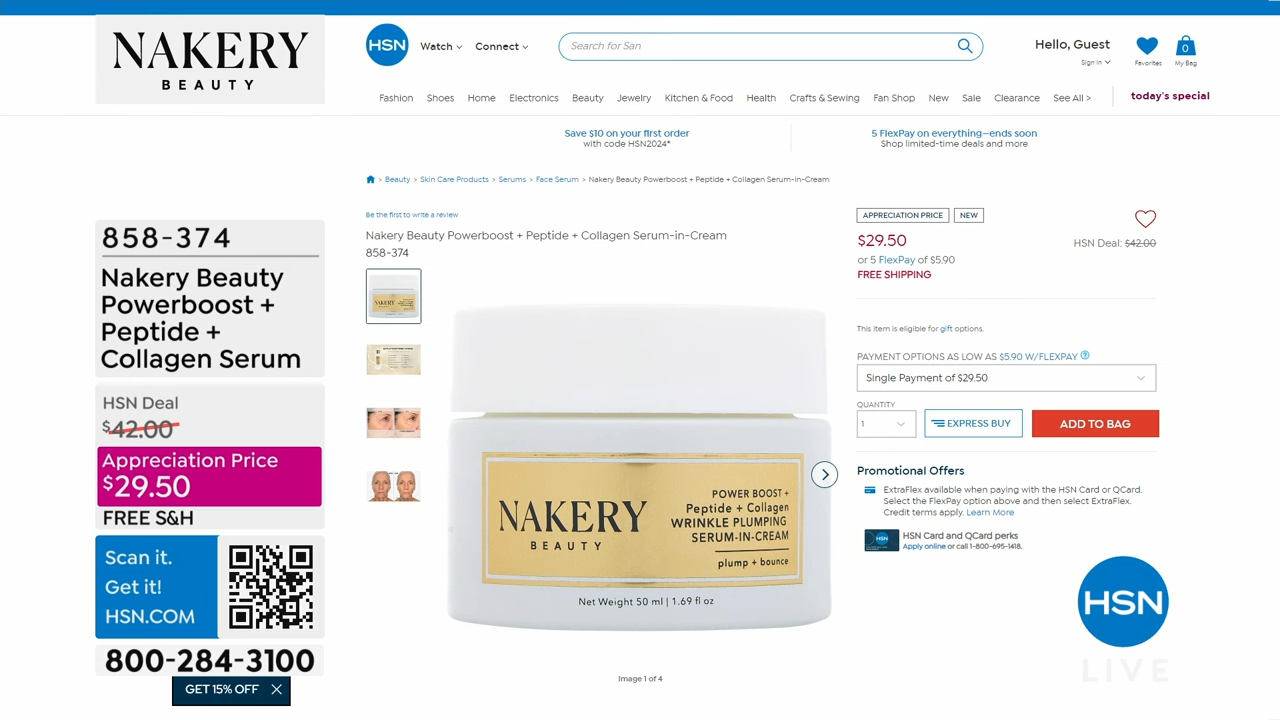 NAKERY
BEAUTY
HSN
Watch
Connect
Search for San
Hello, Guest
Sign In
Favorites
0
My Bag
Fashion
Shoes
Home
Electronics
Beauty
Jewelry
Kitchen & Food
Health
Crafts & Sewing
Fan Shop
New
Sale
Clearance
See All >
today's special
Save $10 on your first order
with code HSN2024*
5 FlexPay on everything—ends soon
Shop limited-time deals and more
> Beauty > Skin Care Products > Serums > Face Serum > Nakery Beauty Powerboost + Peptide + Collagen Serum-in-Cream
858-374
Nakery Beauty
Powerboost +
Peptide +
Collagen Serum
HSN Deal
$42.00
Appreciation Price
$29.50
FREE S&H
Scan it.
Get it!
HSN.COM
800-284-3100
GET 15% OFF
Be the first to write a review
Nakery Beauty Powerboost + Peptide + Collagen Serum-in-Cream
858-374
NAKERY
BEAUTY
POWER BOOST +
Peptide + Collagen
WRINKLE PLUMPING
SERUM-IN-CREAM
plump + bounce
Net Weight 50 ml | 1.69 fl oz
Image 1 of 4
APPRECIATION PRICE
NEW
$29.50
HSN Deal: $42.00
or 5 FlexPay of $5.90
FREE SHIPPING
This item is eligible for gift options.
PAYMENT OPTIONS AS LOW AS $5.90 W/FLEXPAY
Single Payment of $29.50
QUANTITY
1
EXPRESS BUY
ADD TO BAG
Promotional Offers
ExtraFlex available when paying with the HSN Card or QCard.
Select the FlexPay option above and then select ExtraFlex.
Credit terms apply. Learn More
HSN
HSN Card and QCard perks
Apply online or call 1-800-695-1418.
HSN
LIVE